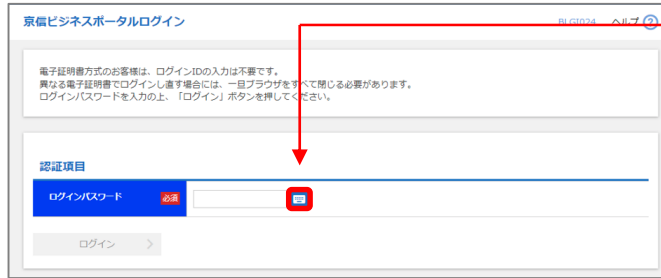 京信ビジネスポータルログイン
BLGI024 ヘルプ ?
電子証明書方式のお客様は、ログインIDの入力は不要です。
異なる電子証明書でログインし直す場合には、一旦ブラウザをすべて閉じる必要があります。
ログインパスワードを入力の上、「ログイン」ボタンを押してください。
認証項目
ログインパスワード 必須
ログイン